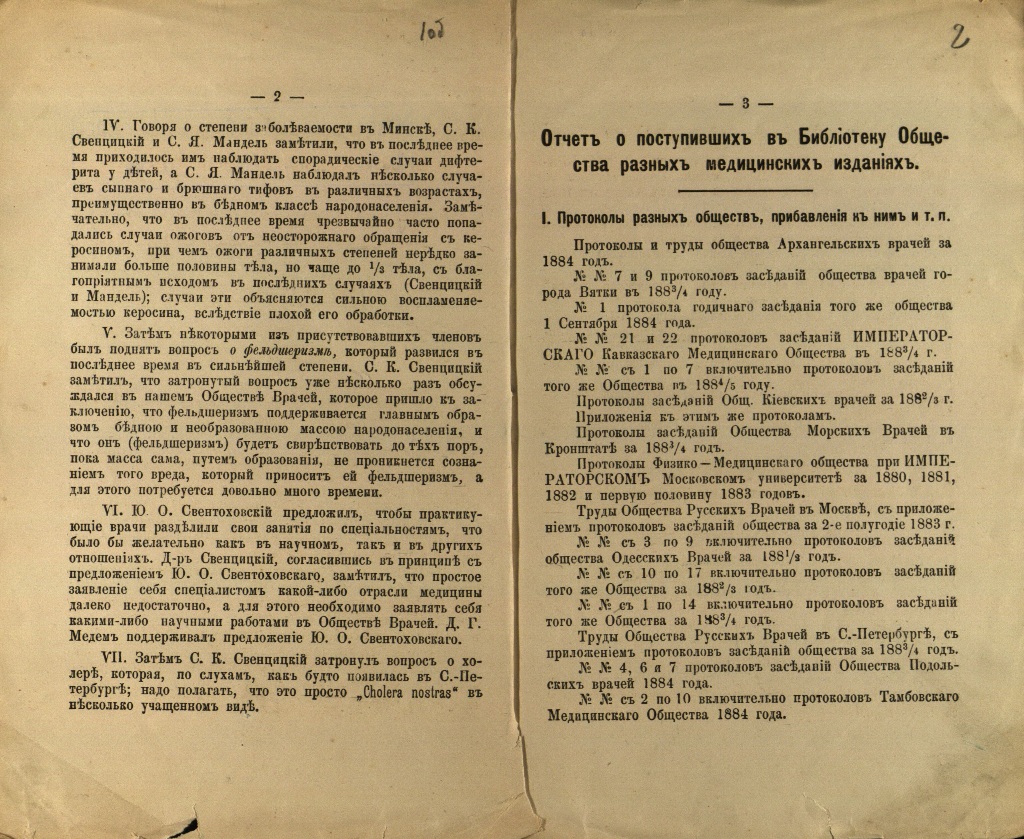 1об
— 2 —
IV. Говоря о степени заболѣваемости въ Минскѣ, С. К.
Свенцицкій и С. Я. Мандель замѣтили, что въ послѣднее вре-
мя приходилось имъ наблюдать спорадическіе случаи дифте-
рита у дѣтей, а С. Я. Мандель наблюдалъ нѣсколько случа-
евъ сыпнаго и брюшнаго тифовъ въ различныхъ возрастахъ,
преимущественно въ бѣдномъ классѣ народонаселенія. Замѣ-
чательно, что въ послѣднее время чрезвычайно часто попа-
дались случаи ожоговъ отъ неосторожнаго обращенія съ ке-
росиномъ, при чемъ ожоги различныхъ степеней нерѣдко за-
нимали больше половины тѣла, но чаще до ⅓ тѣла, съ бла-
гопріятнымъ исходомъ въ послѣднихъ случаяхъ (Свенцицкій
и Мандель); случаи эти объясняются сильною воспламеняе-
мостью керосина, вслѣдствіе плохой его обработки.
V. Затѣмъ нѣкоторыми изъ присутствовавшихъ членовъ
былъ поднятъ вопросъ о фельдшеризмѣ, который развился въ
послѣднее время въ сильнѣйшей степени. С. К. Свенцицкій
замѣтилъ, что затронутый вопросъ уже нѣсколько разъ обсу-
ждался въ нашемъ Обществѣ Врачей, которое пришло къ за-
ключенію, что фельдшеризмъ поддерживается главнымъ обра-
зомъ бѣдною и необразованною массою народонаселенія, и
что онъ (фельдшеризм) будетъ свирѣпствовать до тѣхъ поръ,
пока масса сама, путемъ образованія, не проникнется созна-
ніемъ того вреда, который приноситъ ей фельдшеризмъ, а
для этого потребуется довольно много времени.
VI. Ю. О. Свентоховскій предложилъ, чтобы практику-
ющіе врачи раздѣлили свои занятія по спеціальностямъ, что
было бы желательно какъ въ научномъ, такъ и въ другихъ
отношеніяхъ. Д-ръ Свенцицкій, согласившись въ принципѣ съ
предложеніемъ Ю. О. Свентоховскаго, замѣтилъ, что простое
заявленіе себя спеціалистомъ какой-либо отрасли медицины
далеко недостаточно, а для этого необходимо заявлять себя
какими-либо научными работами въ Обществѣ Врачей. Д. Г.
Медемъ поддерживалъ предложеніе Ю. О. Свентоховскаго.
VII. Затѣмъ С. К. Свенцицкій затронулъ вопросъ о хо-
лерѣ, которая, по слухамъ, какъ будто появилась въ С.-Пе-
тербургѣ; надо полагать, что это просто „Cholera nostras“ въ
нѣсколько учащенномъ видѣ.
2
— 3 —
Отчетъ о поступившихъ въ Библіотеку Обще-
ства разныхъ медицинскихъ изданіяхъ.
I. Протоколы разныхъ обществъ, прибавленія къ нимъ и т. п.
Протоколы и труды общества Архангельскихъ врачей за
1884 годъ.
№ № 7 и 9 протоколовъ засѣданій общества врачей го-
рода Вятки въ 188³/₄ году.
№ 1 протокола годичнаго засѣданія того же общества
1 Сентября 1884 года.
№ № 21 и 22 протоколовъ засѣданій ИМПЕРАТОР-
СКАГО Кавказскаго Медицинскаго Общества въ 188³/₄ г.
№ № съ 1 по 7 включительно протоколовъ засѣданій
того же Общества въ 188⁴/₅ году.
Протоколы засѣданій Общ. Кіевскихъ врачей за 188²/₃ г.
Приложенія къ этимъ же протоколамъ.
Протоколы засѣданій Общества Морскихъ Врачей въ
Кронштатѣ за 188³/₄ годъ.
Протоколы Физико—Медицинскаго общества при ИМПЕ-
РАТОРСКОМЪ Московскомъ университетѣ за 1880, 1881,
1882 и первую половину 1883 годовъ.
Труды Общества Русскихъ Врачей въ Москвѣ, съ приложе-
ніемъ протоколовъ засѣданій общества за 2-е полугодіе 1883 г.
№ № съ 3 по 9 включительно протоколовъ засѣданій
общества Одесскихъ Врачей за 188¹/₂ годъ.
№ № съ 10 по 17 включительно протоколовъ засѣданій
того же Общества за 188²/₃ годъ.
№ № съ 1 по 14 включительно протоколовъ засѣданій
того же Общества за 188³/₄ годъ.
Труды Общества Русскихъ Врачей въ С.-Петербургѣ, съ
приложеніемъ протоколовъ засѣданій общества за 188³/₄ годъ.
№ № 4, 6 и 7 протоколовъ засѣданій Общества Подоль-
скихъ врачей 1884 года.
№ № съ 2 по 10 включительно протоколовъ Тамбовскаго
Медицинскаго Общества 1884 года.